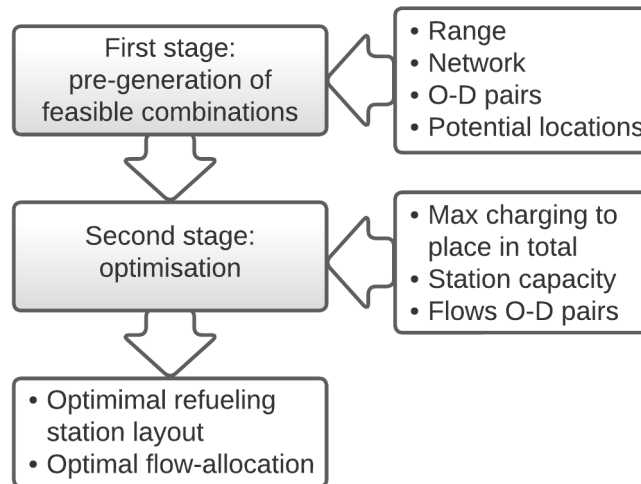 First stage:
pre-generation of
feasible combinations
• Range
• Network
• O-D pairs
• Potential locations
Second stage:
optimisation
• Max charging to
place in total
• Station capacity
• Flows O-D pairs
• Optimimal refueling
station layout
• Optimal flow-allocation